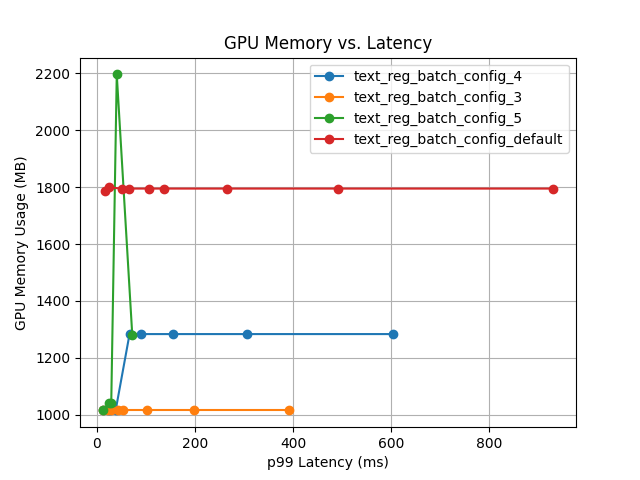 GPU Memory vs. Latency
text_reg_batch_config_4
text_reg_batch_config_3
text_reg_batch_config_5
text_reg_batch_config_default
GPU Memory Usage (MB)
2200
2000
1800
1600
1400
1200
1000
0 200 400 600 800
p99 Latency (ms)